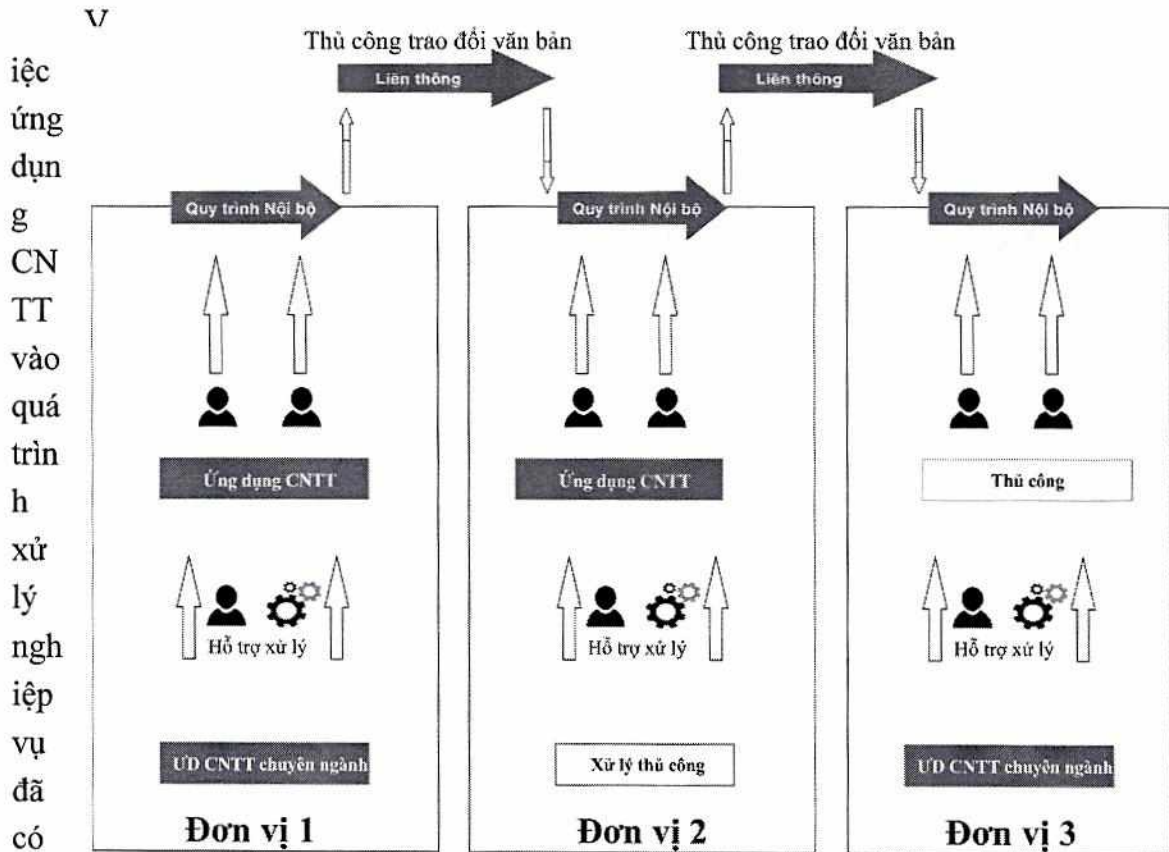 V
iệc
ứng
dụn
g
CN
TT
vào
quá
trìn
h
xử
lý
ngh
iệp
vụ
đã
có
Thủ công trao đổi văn bản
Thủ công trao đổi văn bản
Liên thông
Liên thông
Quy trình Nội bộ
Quy trình Nội bộ
Quy trình Nội bộ
Ứng dụng CNTT
Ứng dụng CNTT
Thủ công
Hỗ trợ xử lý
Hỗ trợ xử lý
Hỗ trợ xử lý
ƯD CNTT chuyên ngành
Xử lý thủ công
ƯD CNTT chuyên ngành
Đơn vị 1
Đơn vị 2
Đơn vị 3